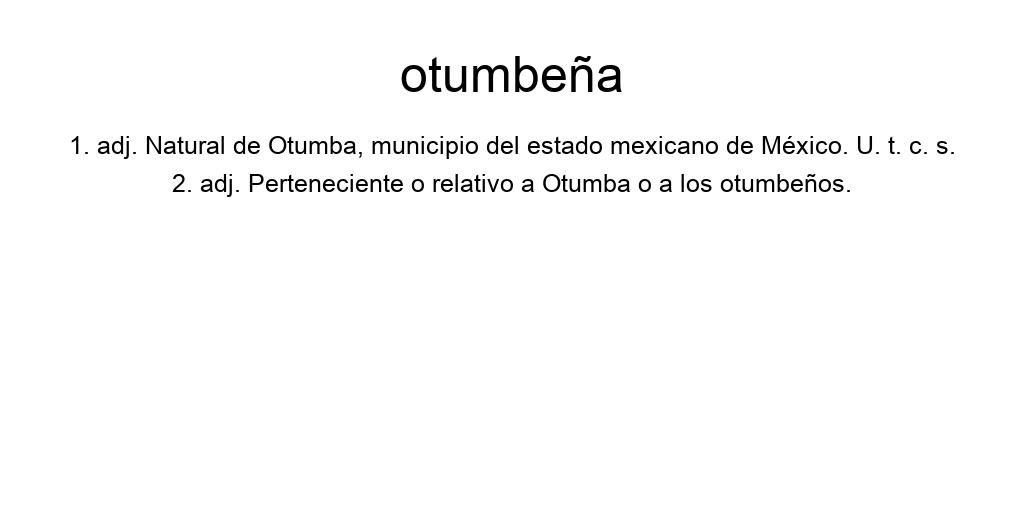 otumbeña
1. adj. Natural de Otumba, municipio del estado mexicano de México. U. t. c. s.
2. adj. Perteneciente o relativo a Otumba o a los otumbeños.